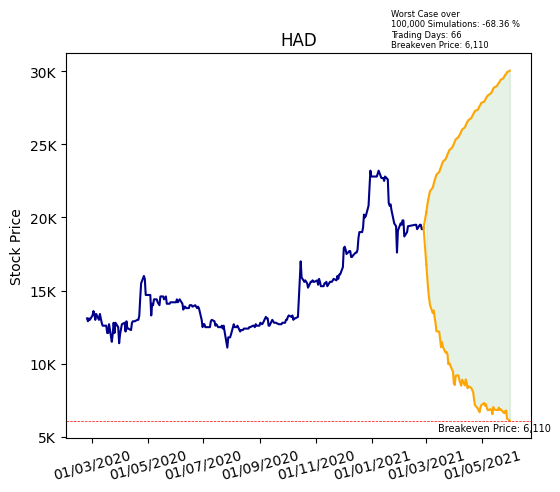 Worst Case over
100,000 Simulations: -68.36 %
Trading Days: 66
Breakeven Price: 6,110
HAD
Stock Price
30K
25K
20K
15K
10K
5K
Breakeven Price: 6,110
01/03/2020
01/05/2020
01/07/2020
01/09/2020
01/11/2020
01/01/2021
01/03/2021
01/05/2021